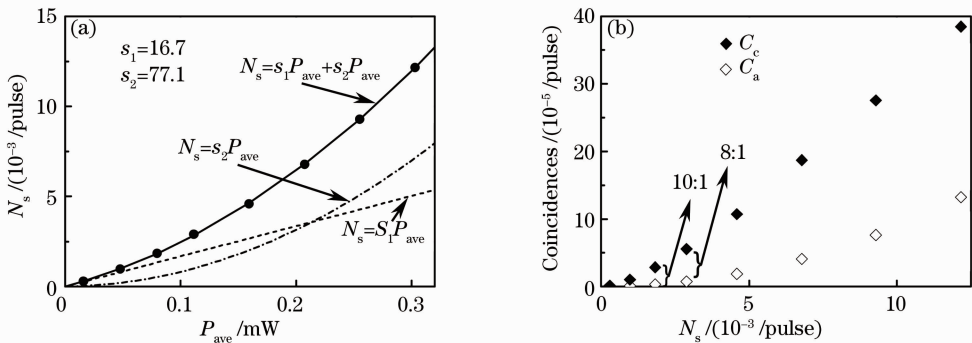 (a)
s₁=16.7
s₂=77.1
Nₛ=s₁Pₐᵥₑ+s₂Pₐᵥₑ
Nₛ=s₂Pₐᵥₑ
Nₛ=S₁Pₐᵥₑ
15
10
5
0
Nₛ/(10⁻³/pulse)
0
0.1
0.2
0.3
Pₐᵥₑ/mW
(b)
C_c
Cₐ
8:1
10:1
40
30
20
10
0
Coincidences/(10⁻⁵/pulse)
0
5
10
Nₛ/(10⁻³/pulse)